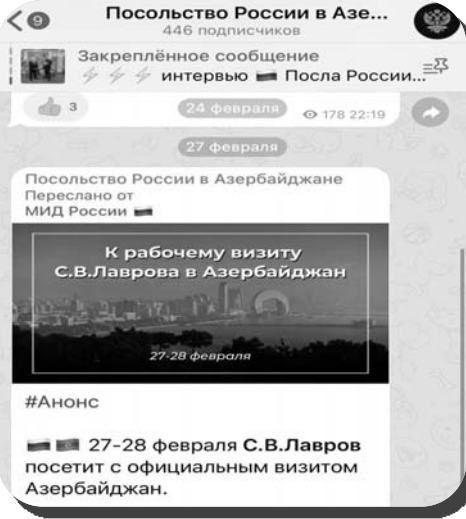 9
Посольство России в Азе...
446 подписчиков
Закреплённое сообщение
интервью Посла России...
3
24 февраля
178 22:19
27 февраля
Посольство России в Азербайджане
Переслано от
МИД России
К рабочему визиту
С.В.Лаврова в Азербайджан
27-28 февраля
#Анонс
27-28 февраля С.В.Лавров
посетит с официальным визитом
Азербайджан.